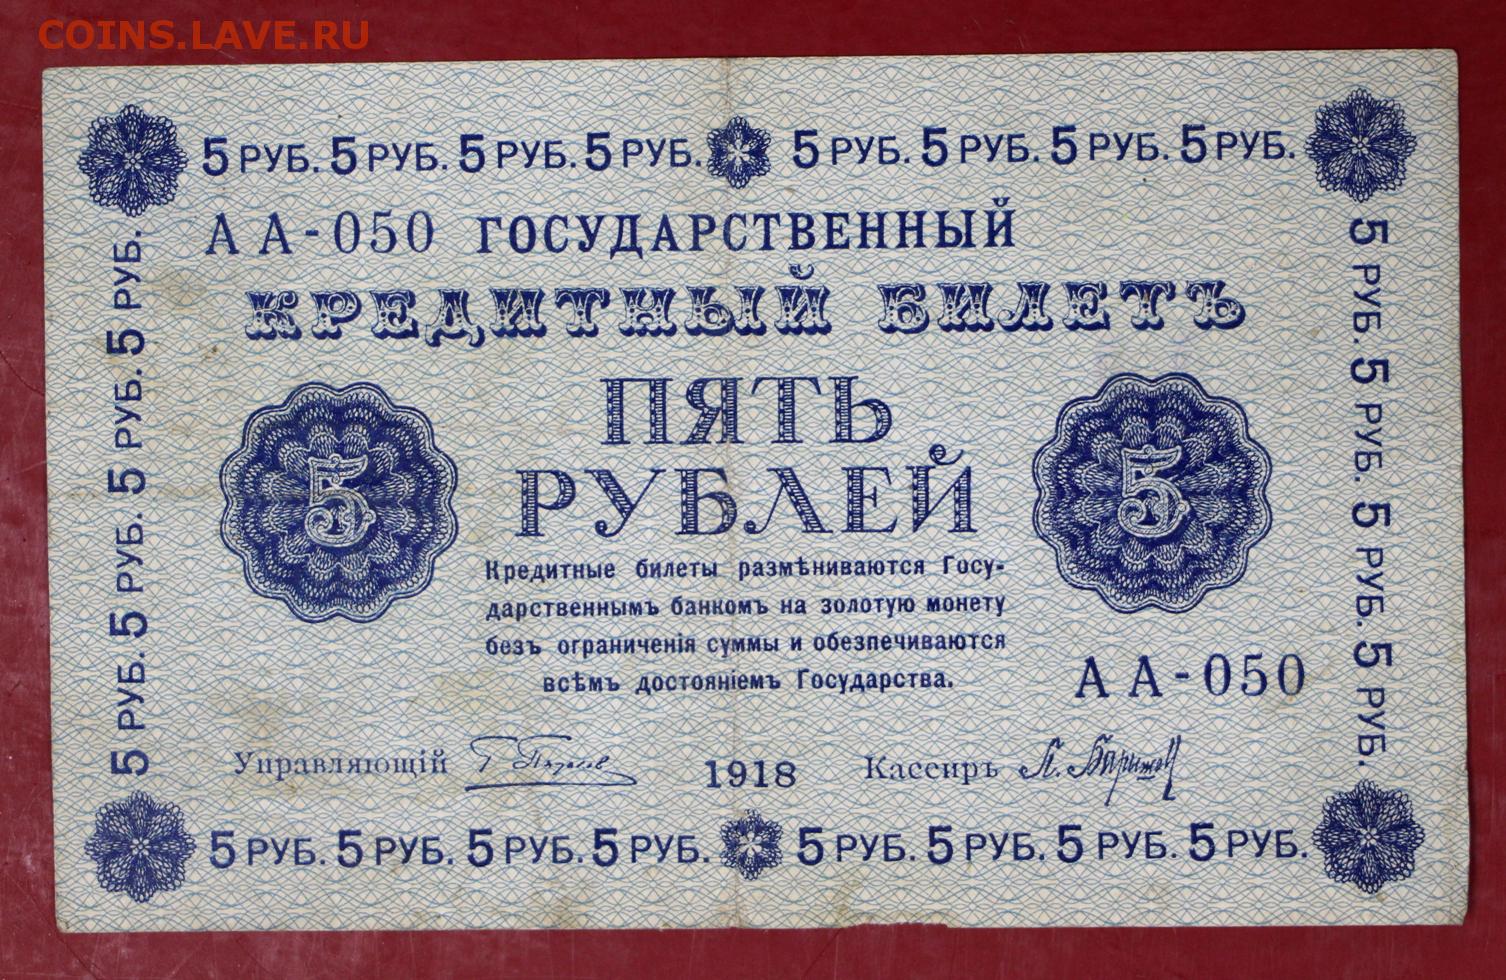 COINS.LAVE.RU
5 РУБ. 5 РУБ. 5 РУБ. 5 РУБ. 5 РУБ. 5 РУБ. 5 РУБ. 5 РУБ.
АА-050 ГОСУДАРСТВЕННЫЙ
КРЕДИТНЫЙ БИЛЕТЪ
ПЯТЬ
РУБЛЕЙ
5
5
Кредитные билеты размѣниваются Госу-
дарственнымъ банкомъ на золотую монету
безъ ограниченія суммы и обезпечиваются
всѣмъ достояніемъ Государства.
АА-050
Управляющій
1918
Кассиръ
5 РУБ. 5 РУБ. 5 РУБ. 5 РУБ. 5 РУБ. 5 РУБ. 5 РУБ. 5 РУБ.
5 РУБ. 5 РУБ. 5 РУБ. 5 РУБ.
5 РУБ. 5 РУБ. 5 РУБ. 5 РУБ.